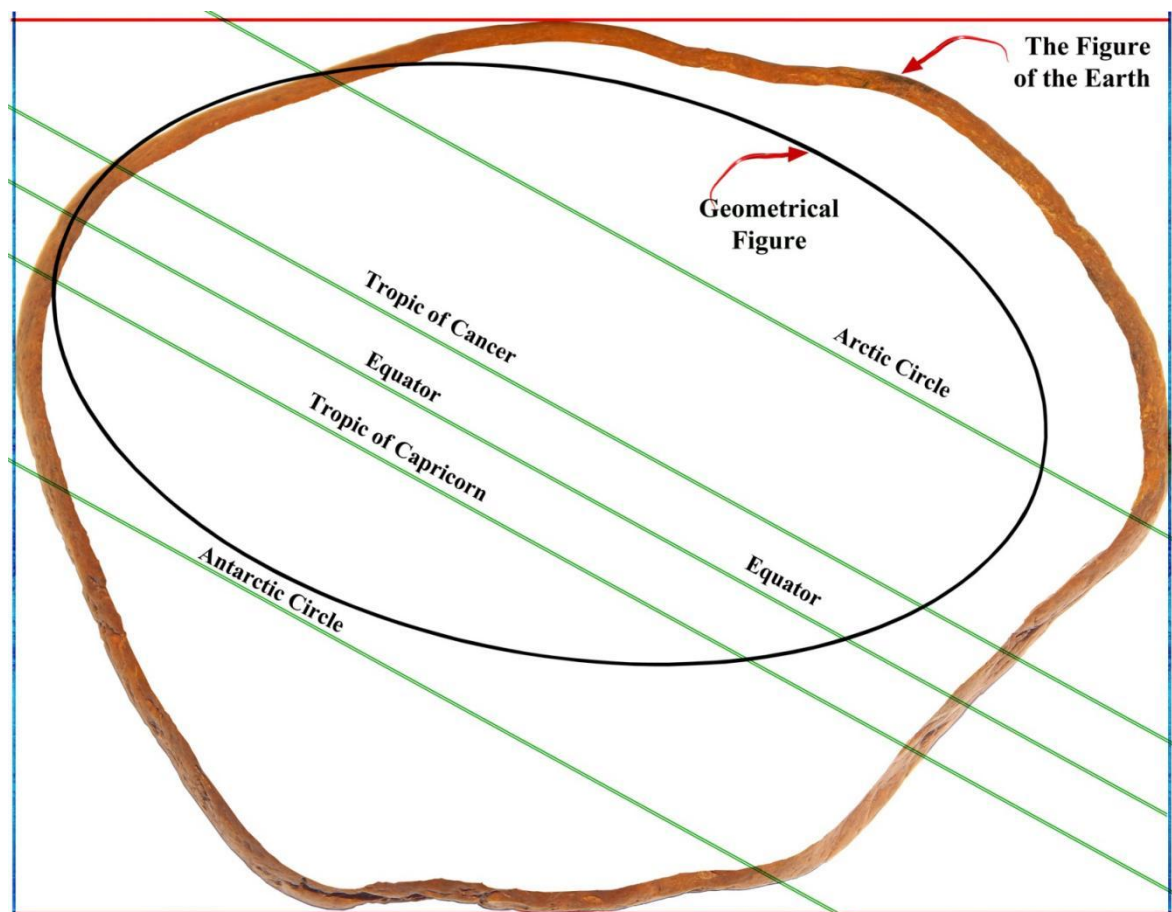 The Figure
of the Earth
Geometrical
Figure
Tropic of Cancer
Arctic Circle
Equator
Tropic of Capricorn
Equator
Antarctic Circle